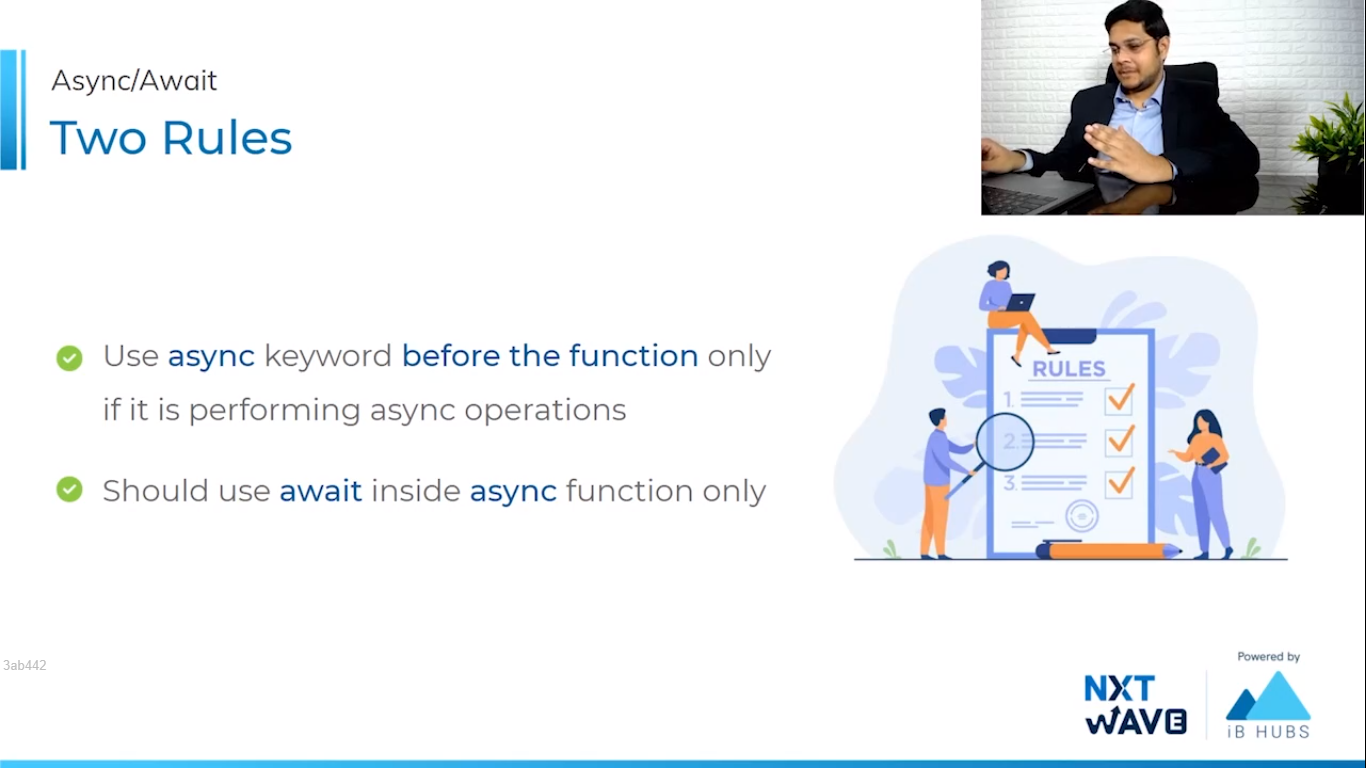 Async/Await
Two Rules
Use async keyword before the function only
if it is performing async operations
Should use await inside async function only
RULES
1.
2.
3.
3ab442
Powered by
NXT
WAVE
iB HUBS